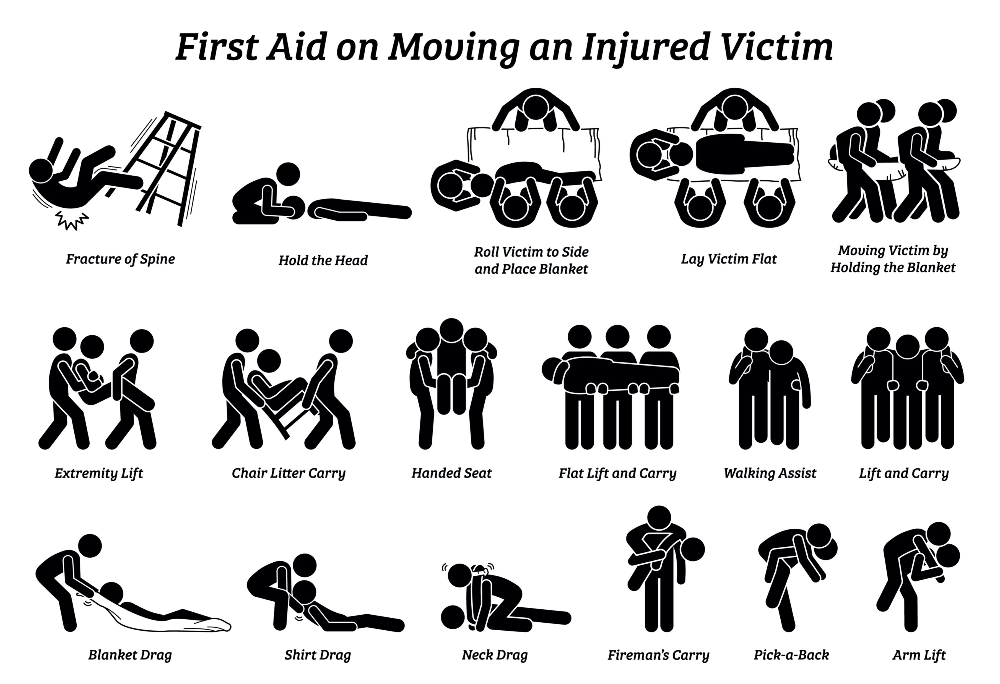 First Aid on Moving an Injured Victim
Fracture of Spine
Hold the Head
Roll Victim to Side
and Place Blanket
Lay Victim Flat
Moving Victim by
Holding the Blanket
Extremity Lift
Chair Litter Carry
Handed Seat
Flat Lift and Carry
Walking Assist
Lift and Carry
Blanket Drag
Shirt Drag
Neck Drag
Fireman’s Carry
Pick-a-Back
Arm Lift